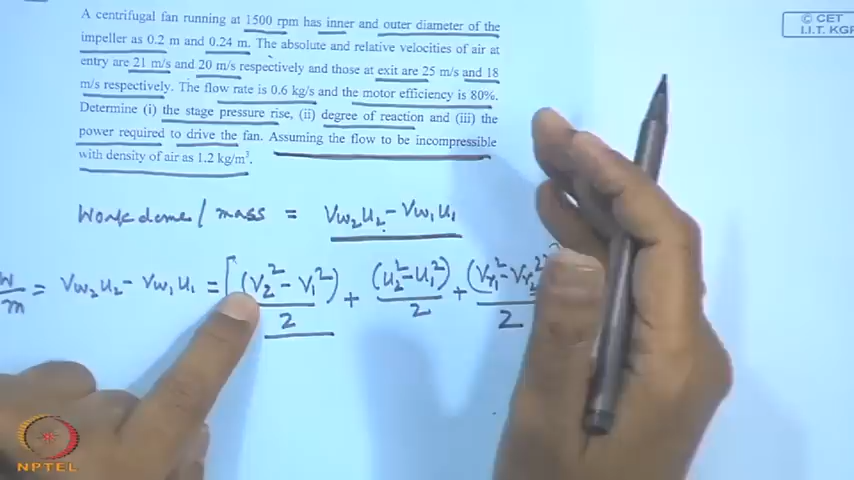 © CET
I.I.T. KGP
A centrifugal fan running at 1500 rpm has inner and outer diameter of the
impeller as 0.2 m and 0.24 m. The absolute and relative velocities of air at
entry are 21 m/s and 20 m/s respectively and those at exit are 25 m/s and 18
m/s respectively. The flow rate is 0.6 kg/s and the motor efficiency is 80%.
Determine (i) the stage pressure rise, (ii) degree of reaction and (iii) the
power required to drive the fan. Assuming the flow to be incompressible
with density of air as 1.2 kg/m³.
Work done / mass = Vw₂U₂ - Vw₁U₁
W/m = Vw₂U₂ - Vw₁U₁ = [(V₂² - V₁²)/2 + (U₂² - U₁²)/2 + (Vr₁² - Vr₂²)/2
NPTEL